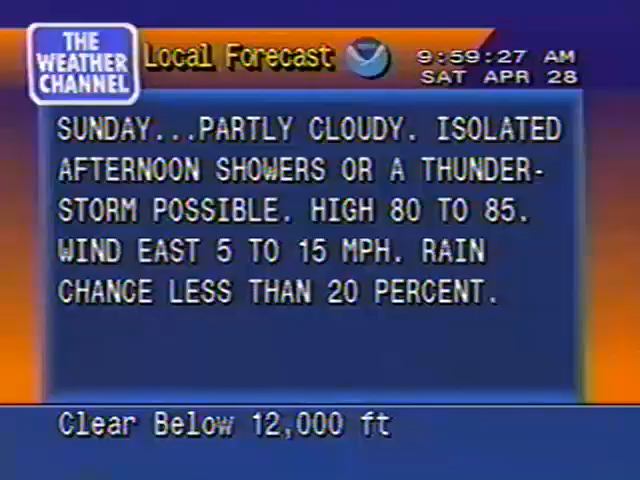 THE
WEATHER
CHANNEL
Local Forecast
9:59:27 AM
SAT APR 28
SUNDAY...PARTLY CLOUDY. ISOLATED
AFTERNOON SHOWERS OR A THUNDER-
STORM POSSIBLE. HIGH 80 TO 85.
WIND EAST 5 TO 15 MPH. RAIN
CHANCE LESS THAN 20 PERCENT.
Clear Below 12,000 ft